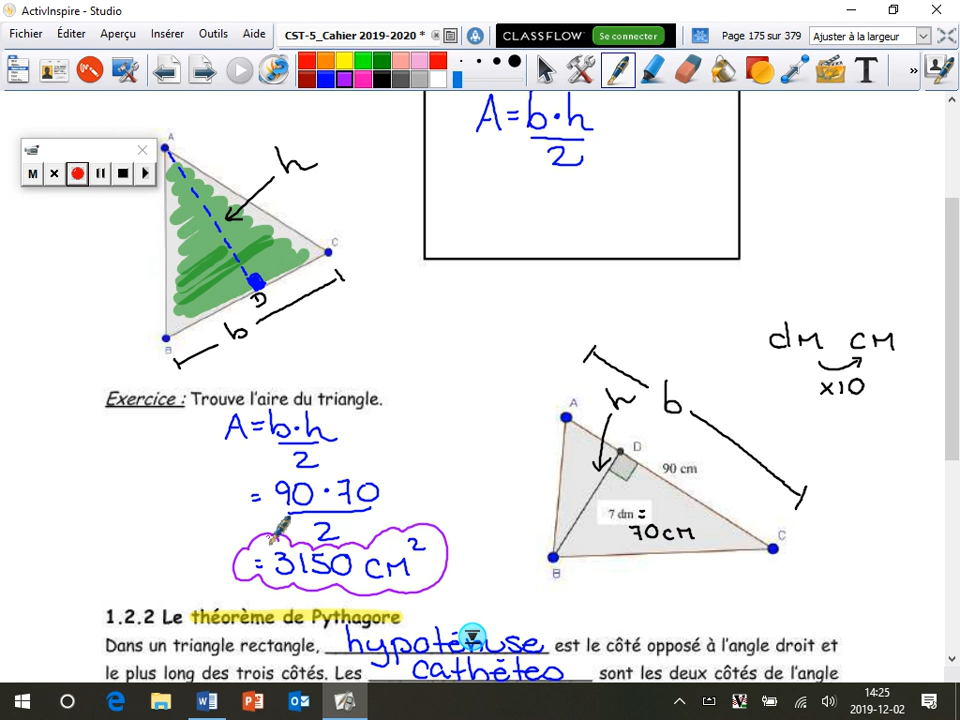 ActivInspire - Studio
Fichier Éditer Aperçu Insérer Outils Aide
CST-5_Cahier 2019-2020 *
CLASSFLOW Se connecter
Page 175 sur 379
Ajuster à la largeur
T
»
M
A = b·h
2
A
h
C
D
b
B
dm cm
x10
Exercice : Trouve l'aire du triangle.
A = b·h
2
= 90·70
2
= 3150 cm²
h b
A
D
90 cm
7 dm =
70 cm
C
B
1.2.2 Le théorème de Pythagore
Dans un triangle rectangle, hypoténuse est le côté opposé à l'angle droit et
le plus long des trois côtés. Les cathètes sont les deux côtés de l'angle
14:25
2019-12-02